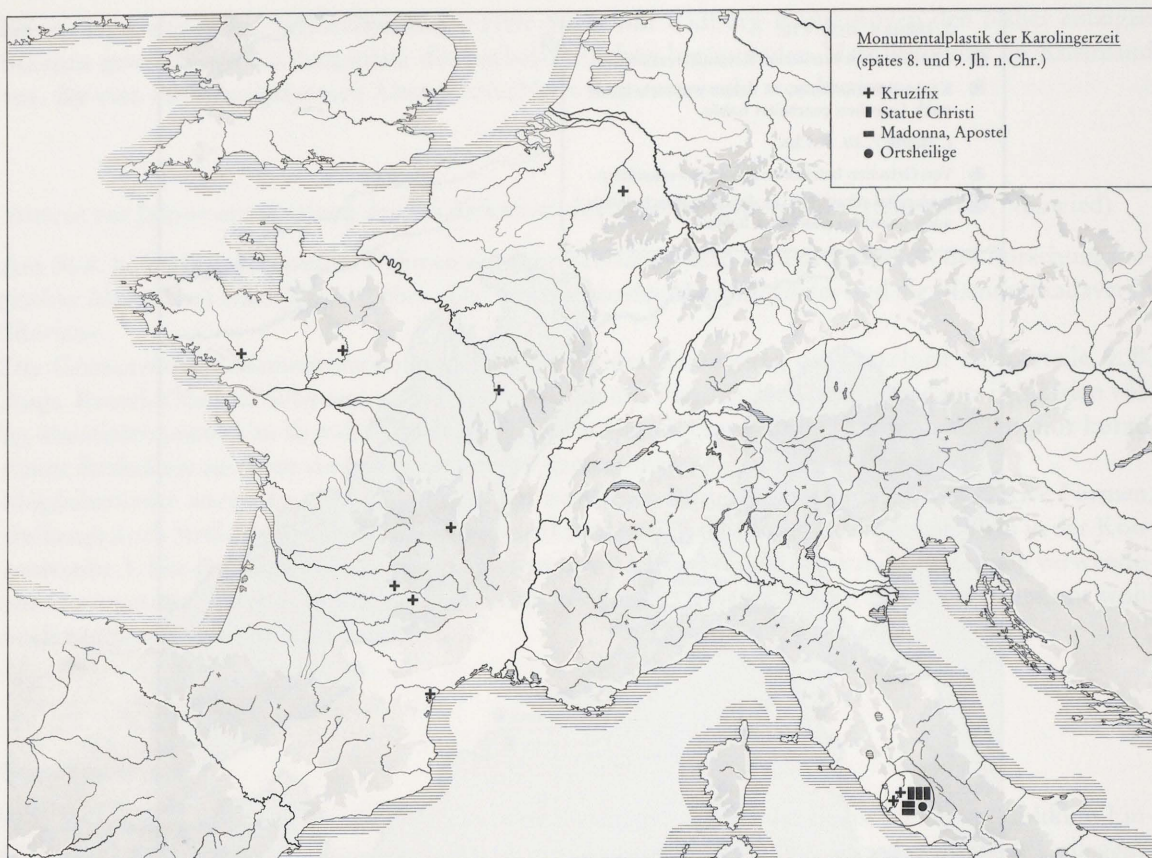 Monumentalplastik der Karolingerzeit
(spätes 8. und 9. Jh. n. Chr.)
Kruzifix
Statue Christi
Madonna, Apostel
Ortsheilige